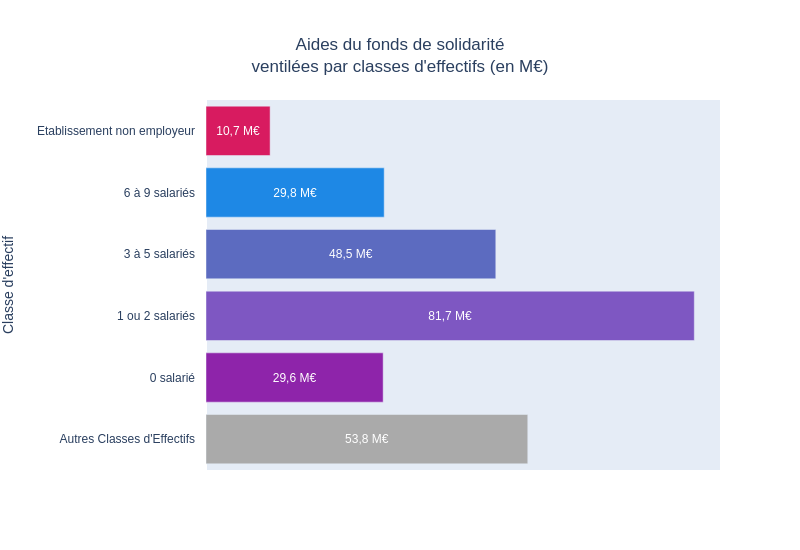 Aides du fonds de solidarité
ventilées par classes d'effectifs (en M€)
Classe d'effectif
Etablissement non employeur
10,7 M€
6 à 9 salariés
29,8 M€
3 à 5 salariés
48,5 M€
1 ou 2 salariés
81,7 M€
0 salarié
29,6 M€
Autres Classes d'Effectifs
53,8 M€